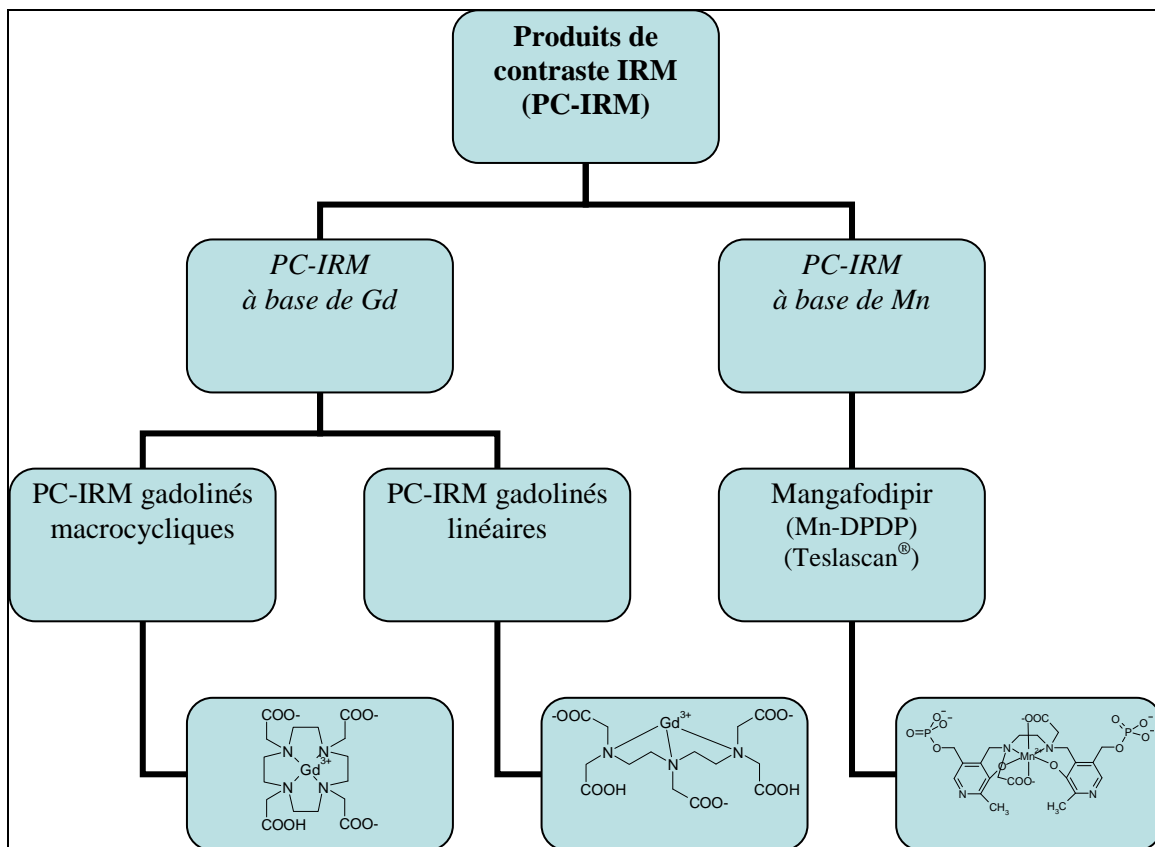 Produits de
contraste IRM
(PC-IRM)
PC-IRM
à base de Gd
PC-IRM
à base de Mn
PC-IRM gadolinés
macrocycliques
PC-IRM gadolinés
linéaires
Mangafodipir
(Mn-DPDP)
(Teslascan®)
COO- COO-
N N
Gd3+
N N
COOH COO-
-OOC Gd3+ COO-
N N
N
COOH COOH
COO-
O- -OOC O-
O=P O- O=P O-
O N N O
Mn2+
O O
COO- OOO-
N N
CH3 H3C